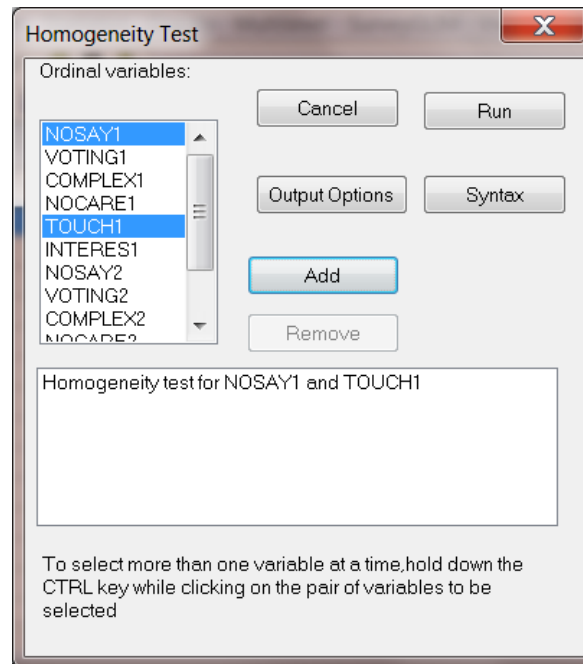 Homogeneity Test
X
Ordinal variables:
Cancel
Run
NOSAY1
VOTING1
COMPLEX1
NOCARE1
TOUCH1
INTERES1
NOSAY2
VOTING2
COMPLEX2
NOCARE2
Output Options
Syntax
Add
Remove
Homogeneity test for NOSAY1 and TOUCH1
To select more than one variable at a time,hold down the
CTRL key while clicking on the pair of variables to be
selected